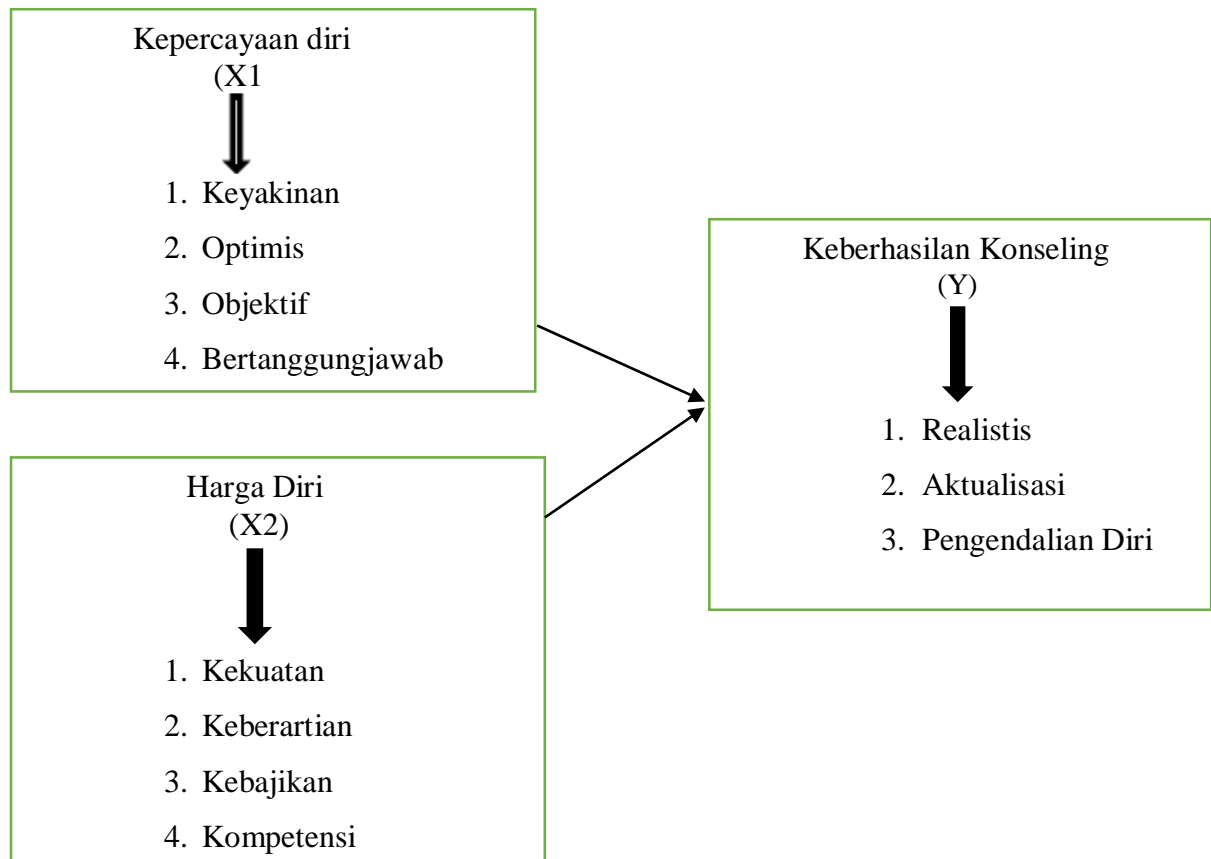 Kepercayaan diri
(X1
1. Keyakinan
2. Optimis
3. Objektif
4. Bertanggungjawab
Keberhasilan Konseling
(Y)
1. Realistis
2. Aktualisasi
3. Pengendalian Diri
Harga Diri
(X2)
1. Kekuatan
2. Keberartian
3. Kebajikan
4. Kompetensi